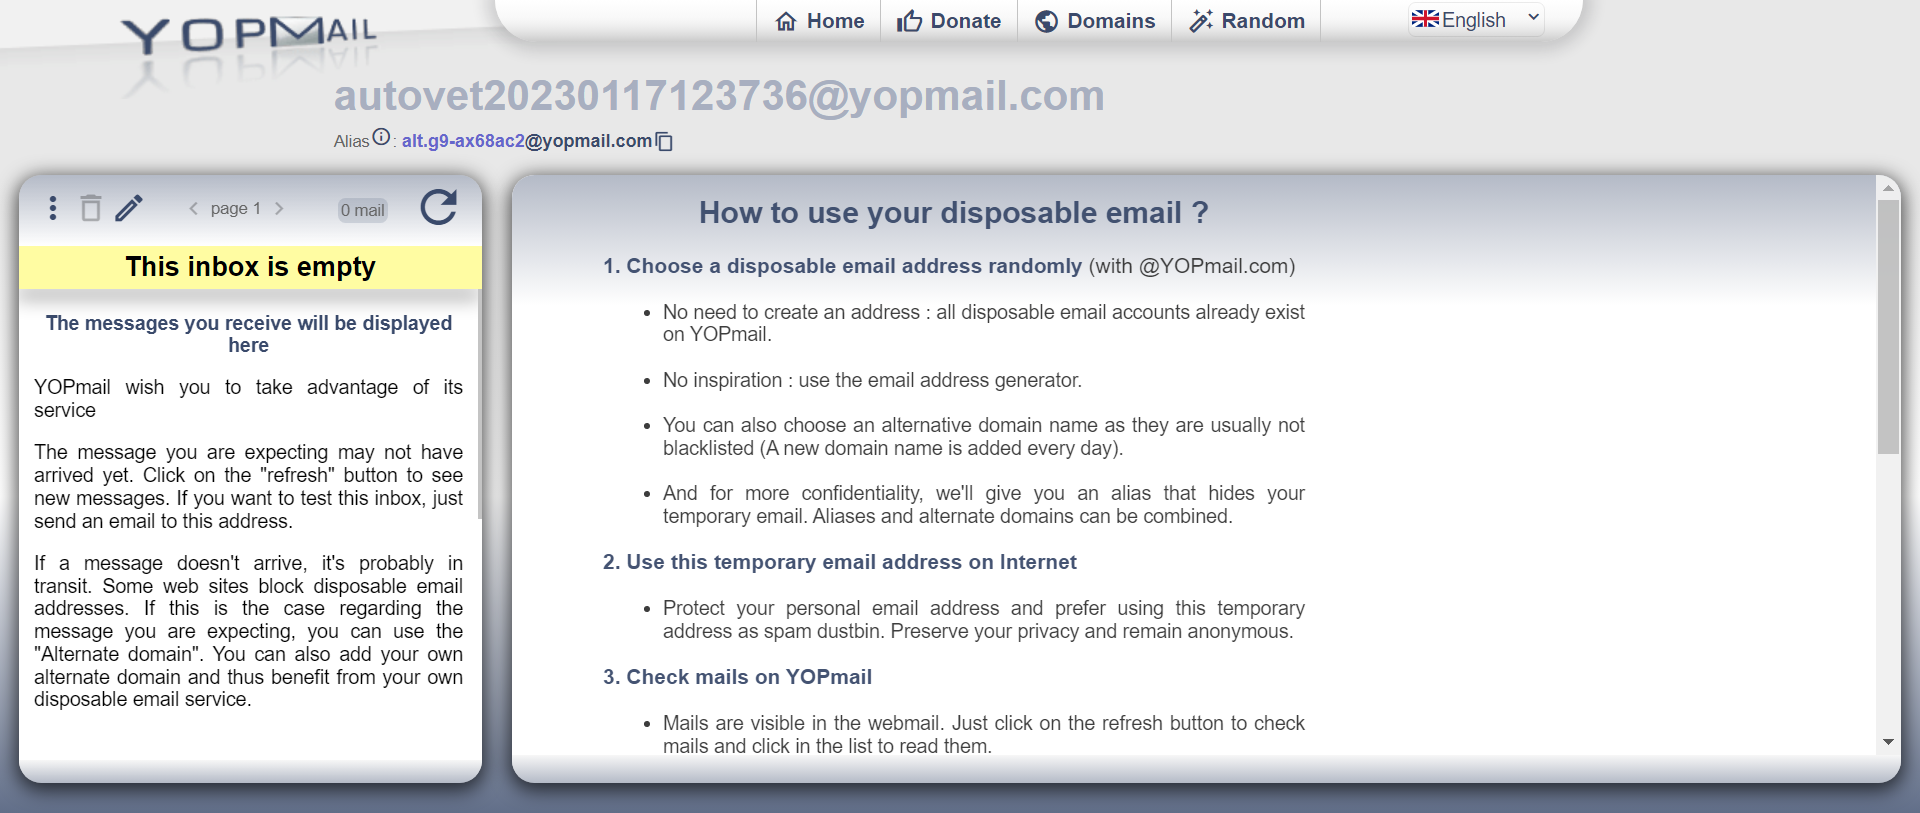 YOPMAIL
Home
Donate
Domains
Random
English
autovet20230117123736@yopmail.com
Alias : alt.g9-ax68ac2@yopmail.com
page 1
0 mail
This inbox is empty
The messages you receive will be displayed
here
YOPmail wish you to take advantage of its
service
The message you are expecting may not have
arrived yet. Click on the "refresh" button to see
new messages. If you want to test this inbox, just
send an email to this address.
If a message doesn't arrive, it's probably in
transit. Some web sites block disposable email
addresses. If this is the case regarding the
message you are expecting, you can use the
"Alternate domain". You can also add your own
alternate domain and thus benefit from your own
disposable email service.
How to use your disposable email ?
1. Choose a disposable email address randomly (with @YOPmail.com)
• No need to create an address : all disposable email accounts already exist
on YOPmail.
• No inspiration : use the email address generator.
• You can also choose an alternative domain name as they are usually not
blacklisted (A new domain name is added every day).
• And for more confidentiality, we'll give you an alias that hides your
temporary email. Aliases and alternate domains can be combined.
2. Use this temporary email address on Internet
• Protect your personal email address and prefer using this temporary
address as spam dustbin. Preserve your privacy and remain anonymous.
3. Check mails on YOPmail
• Mails are visible in the webmail. Just click on the refresh button to check
mails and click in the list to read them.